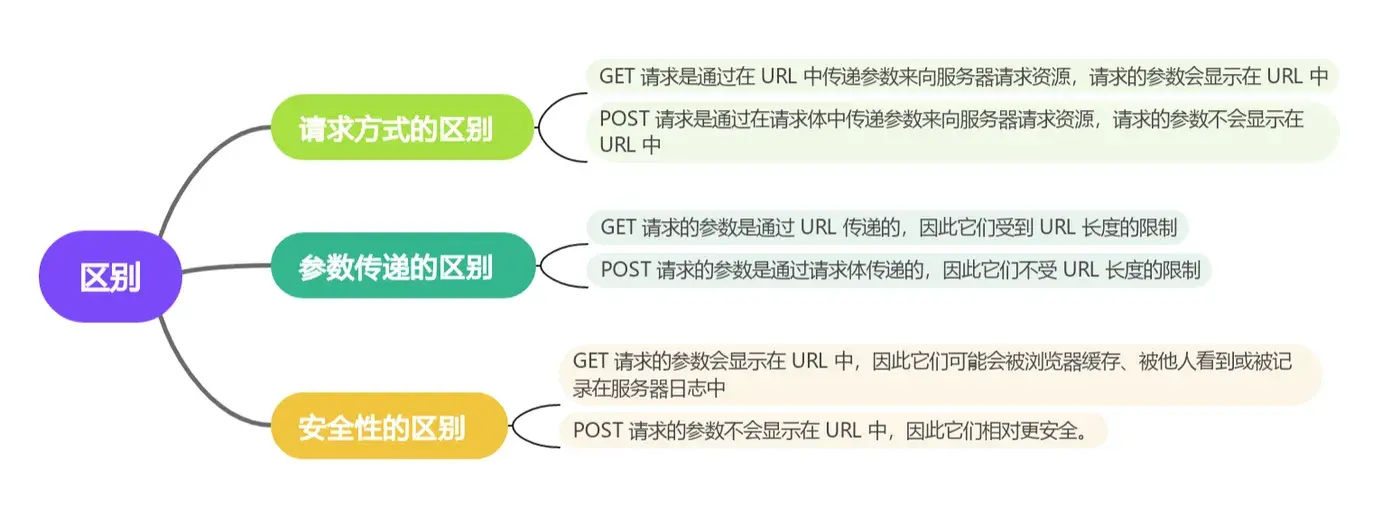 区别
请求方式的区别
GET 请求是通过在 URL 中传递参数来向服务器请求资源，请求的参数会显示在 URL 中
POST 请求是通过在请求体中传递参数来向服务器请求资源，请求的参数不会显示在
URL 中
参数传递的区别
GET 请求的参数是通过 URL 传递的，因此它们受到 URL 长度的限制
POST 请求的参数是通过请求体传递的，因此它们不受 URL 长度的限制
安全性的区别
GET 请求的参数会显示在 URL 中，因此它们可能会被浏览器缓存、被他人看到或被记
录在服务器日志中
POST 请求的参数不会显示在 URL 中，因此它们相对更安全。